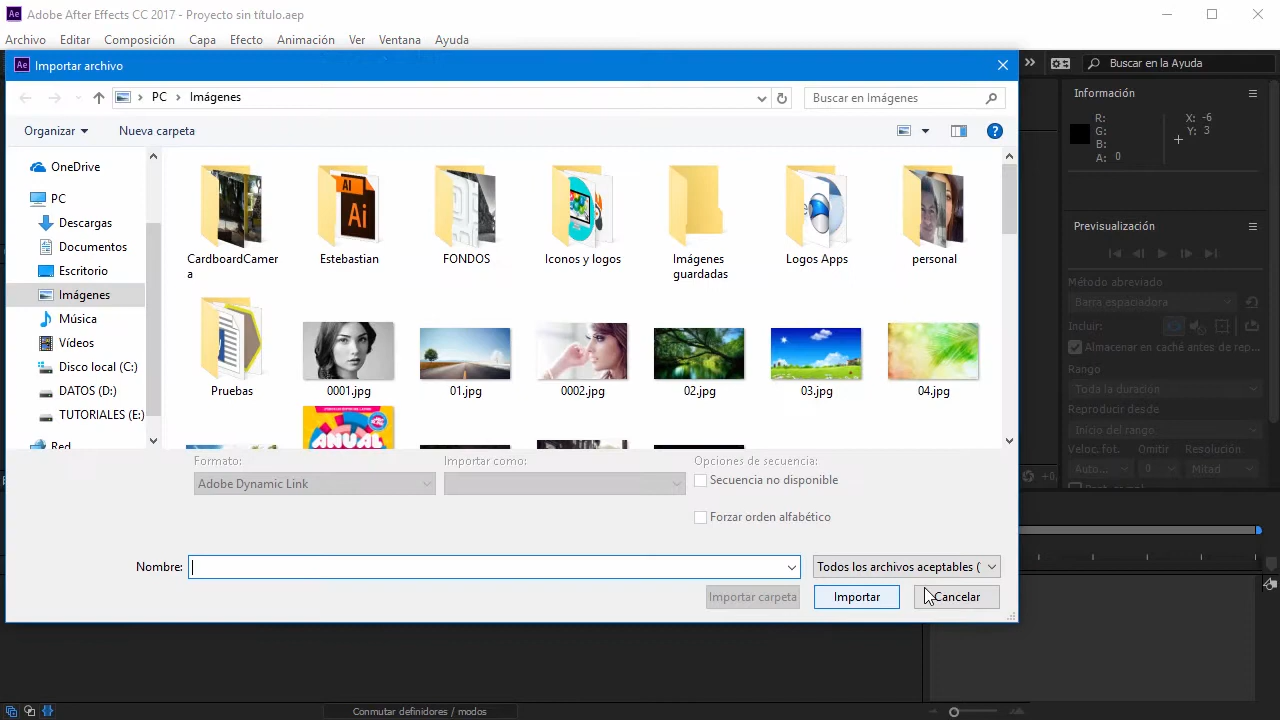 Adobe After Effects CC 2017 - Proyecto sin título.aep
Archivo Editar Composición Capa Efecto Animación Ver Ventana Ayuda
Importar archivo
Buscar en la Ayuda
PC Imágenes
Buscar en Imágenes
Organizar Nueva carpeta
OneDrive
PC
Descargas
Documentos
Escritorio
Imágenes
Música
Vídeos
Disco local (C:)
DATOS (D:)
TUTORIALES (E:)
Red
CardboardCamer
a
Estebastian
FONDOS
Iconos y logos
Imágenes
guardadas
Logos Apps
personal
Pruebas
0001.jpg
01.jpg
0002.jpg
02.jpg
03.jpg
04.jpg
Ai
Ai
ANUAL
Formato:
Adobe Dynamic Link
Importar como:
Opciones de secuencia:
Secuencia no disponible
Forzar orden alfabético
Nombre:
Todos los archivos aceptables (
Importar carpeta
Importar
Cancelar
Información
R:
G:
B:
A: 0
X: -6
Y: 3
Previsualización
Método abreviado
Barra espaciadora
Incluir:
Almacenar en caché antes de rep...
Rango
Toda la duración
Reproducir desde
Inicio del rango
Veloc. fot. Omitir Resolución
Auto... 0 Mitad
+0,
Conmutar definidores / modos